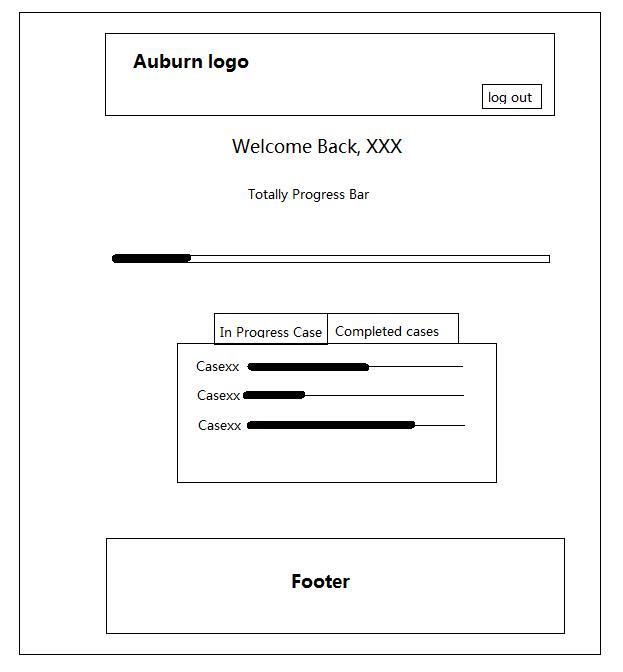 Auburn logo
log out
Welcome Back, XXX
Totally Progress Bar
In Progress Case
Completed cases
Casexx
Casexx
Casexx
Footer